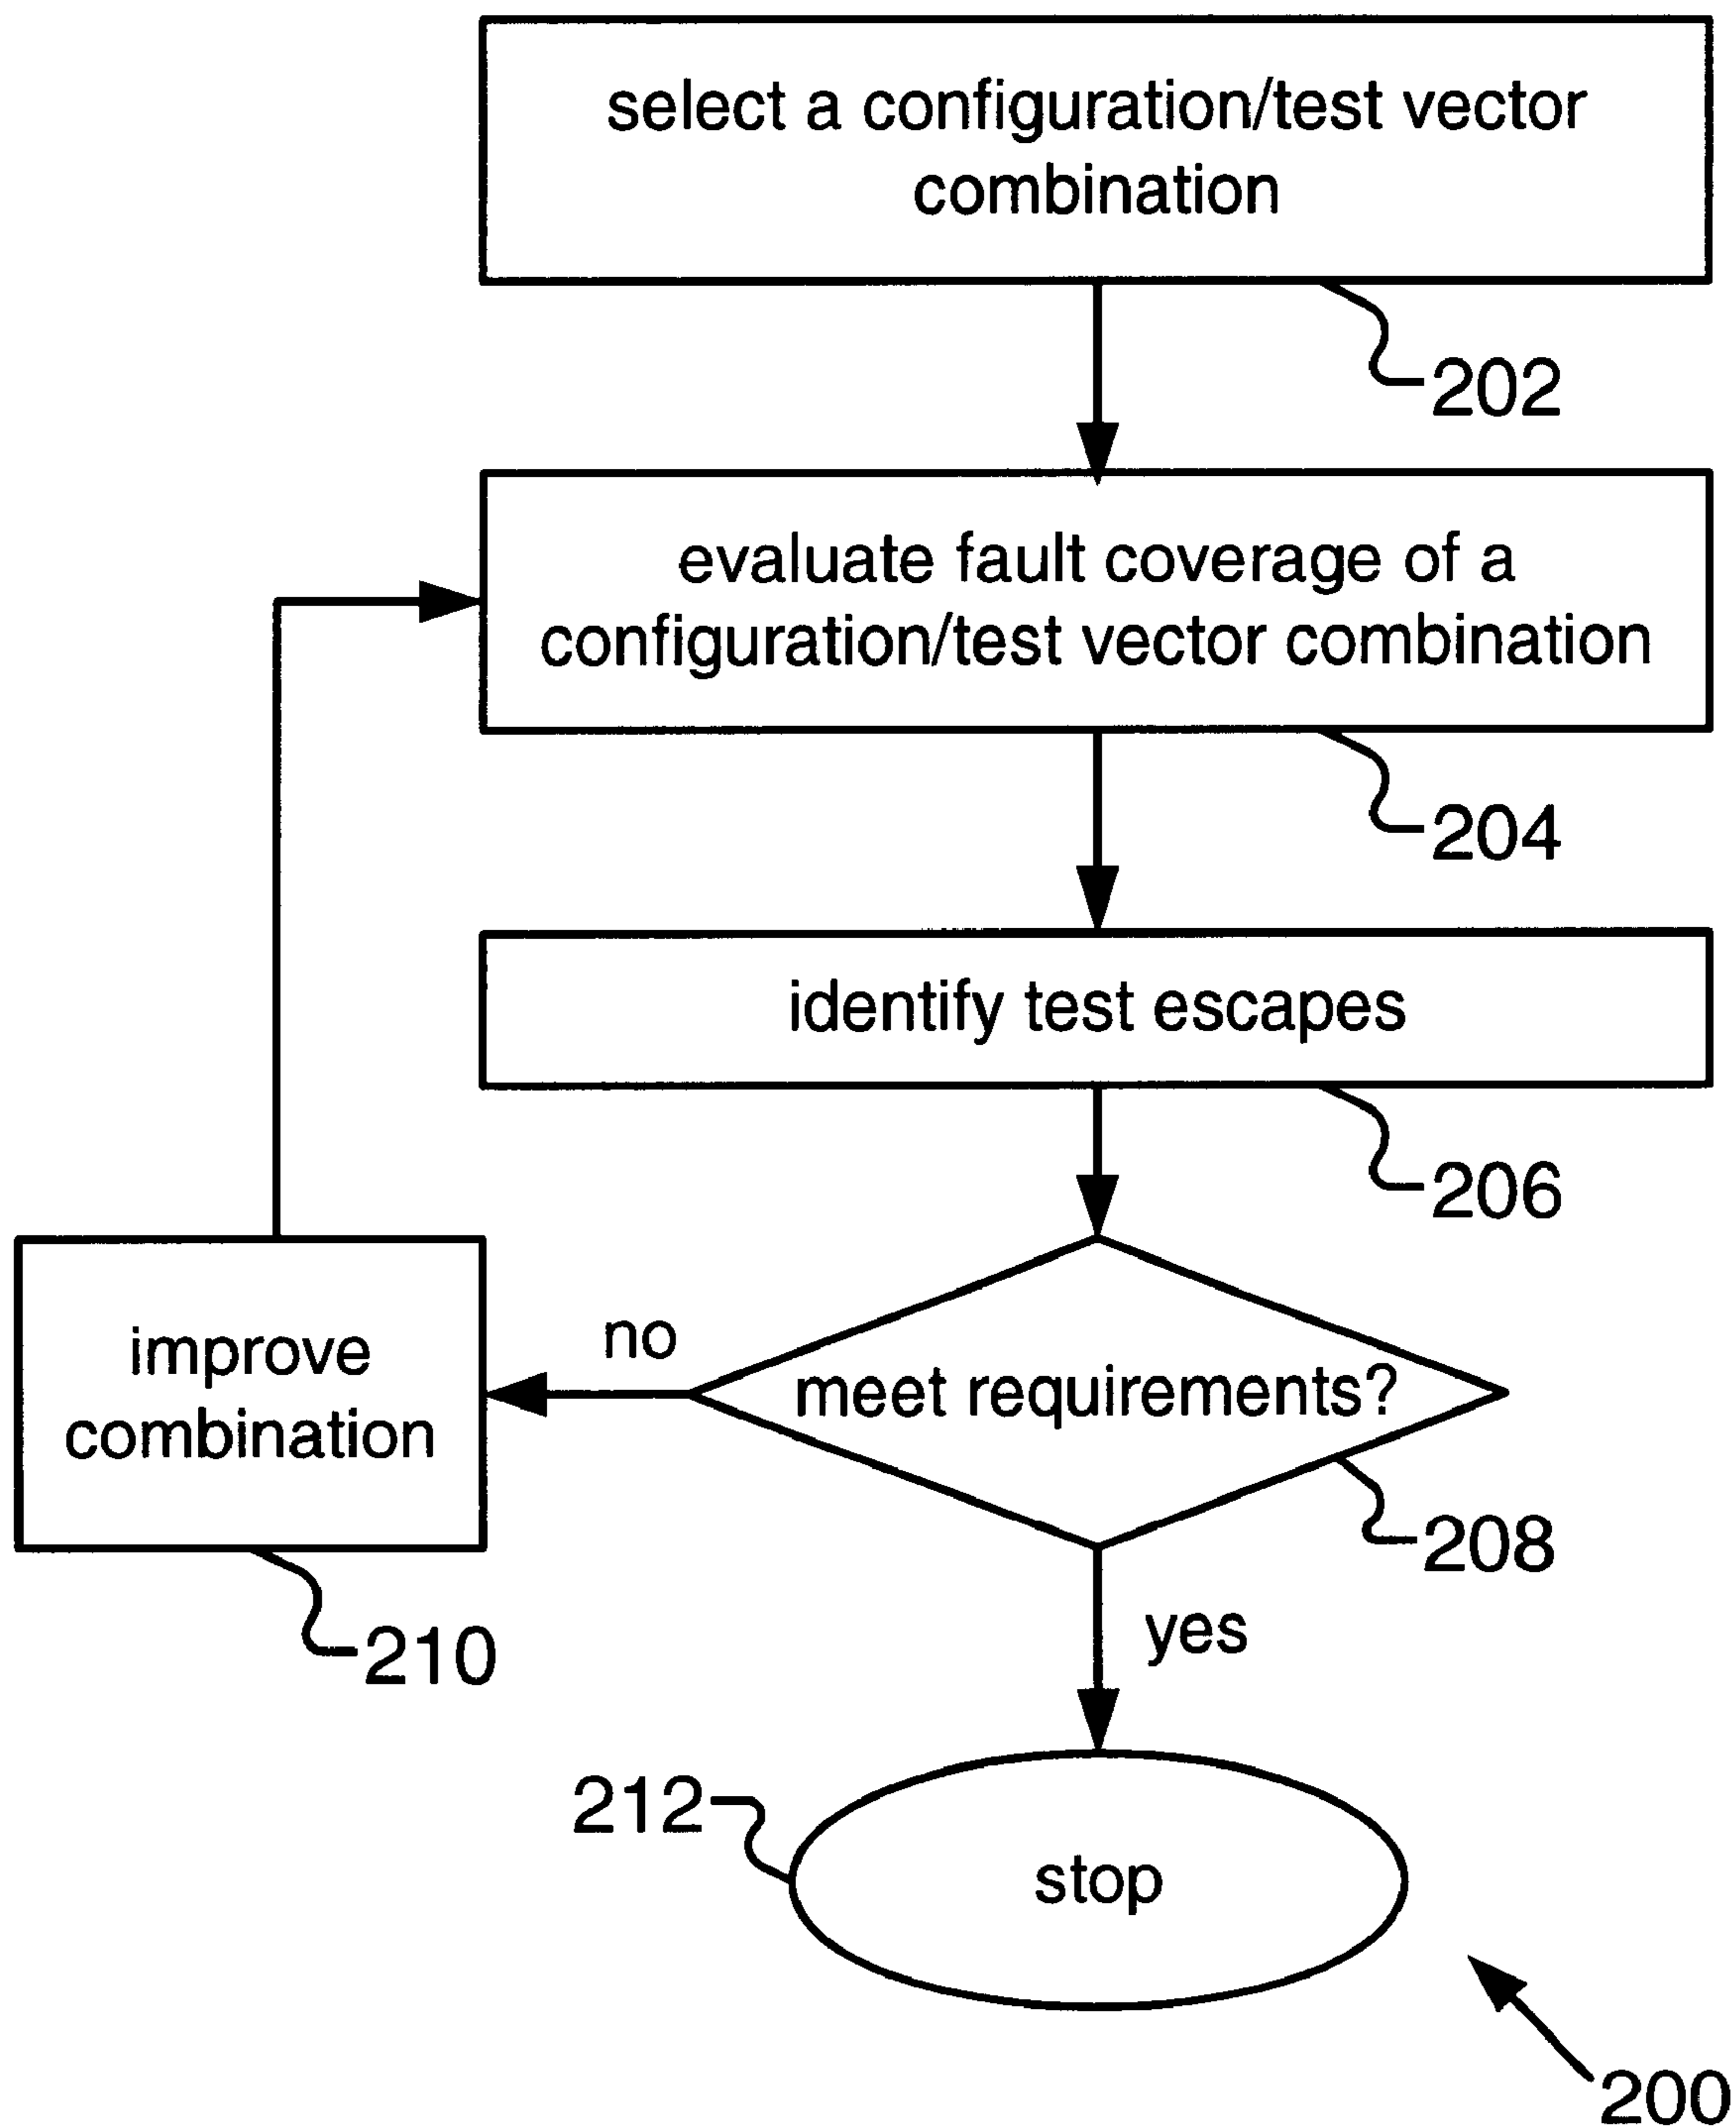 select a configuration/test vector
combination
202
evaluate fault coverage of a
configuration/test vector combination
204
identify test escapes
206
improve
combination
210
no
meet requirements?
208
yes
212
stop
200